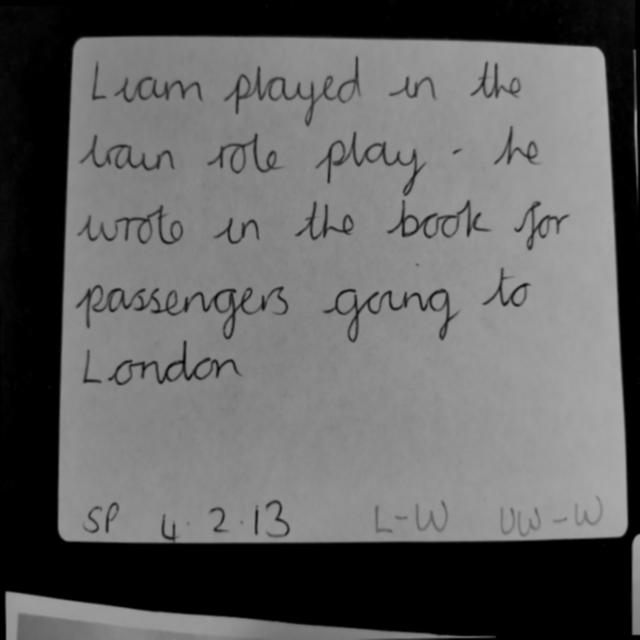 Liam played in the
train role play - he
wrote in the book for
passengers going to
London
SP 4.2.13 L-W UW-W